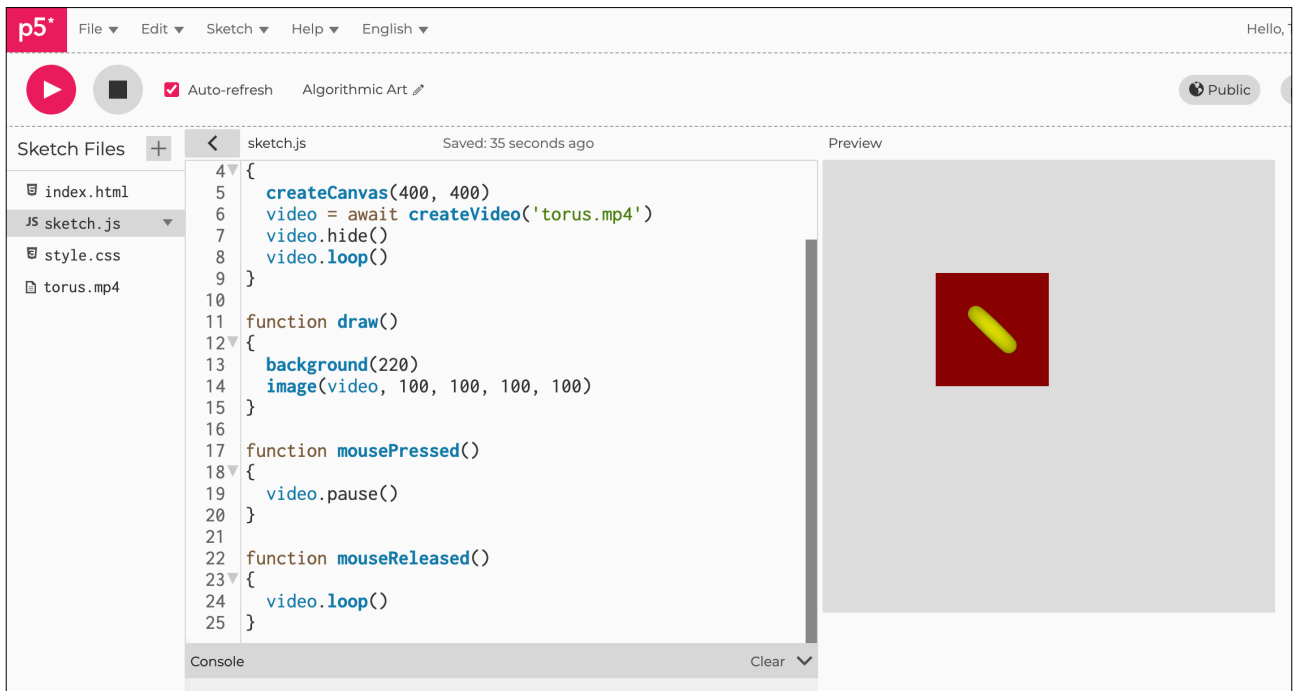 p5* File Edit Sketch Help English Hello,
Auto-refresh Algorithmic Art Public
Sketch Files + sketch.js Saved: 35 seconds ago Preview
index.html
JS sketch.js
style.css
torus.mp4
4 {
5   createCanvas(400, 400)
6   video = await createVideo('torus.mp4')
7   video.hide()
8   video.loop()
9 }
10
11 function draw()
12 {
13   background(220)
14   image(video, 100, 100, 100, 100)
15 }
16
17 function mousePressed()
18 {
19   video.pause()
20 }
21
22 function mouseReleased()
23 {
24   video.loop()
25 }
Console Clear